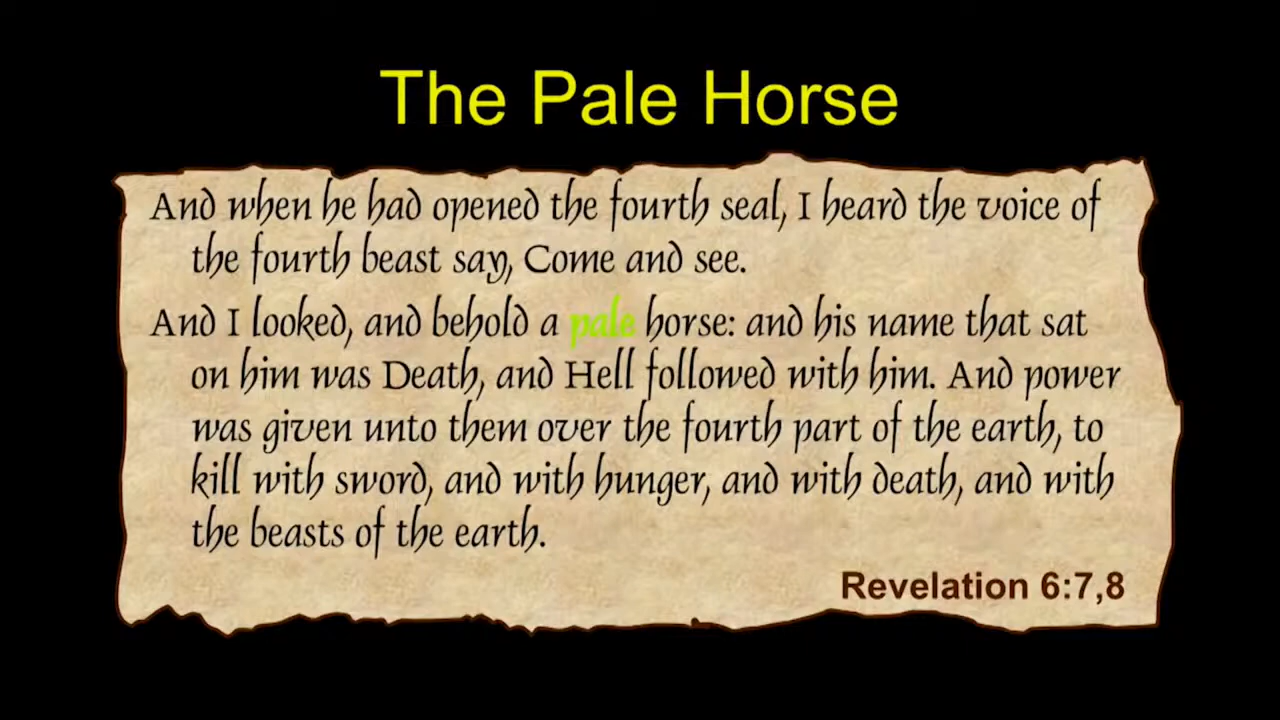 The Pale Horse
And when he had opened the fourth seal, I heard the voice of
the fourth beast say, Come and see.
And I looked, and behold a pale horse: and his name that sat
on him was Death, and Hell followed with him. And power
was given unto them over the fourth part of the earth, to
kill with sword, and with hunger, and with death, and with
the beasts of the earth.
Revelation 6:7,8